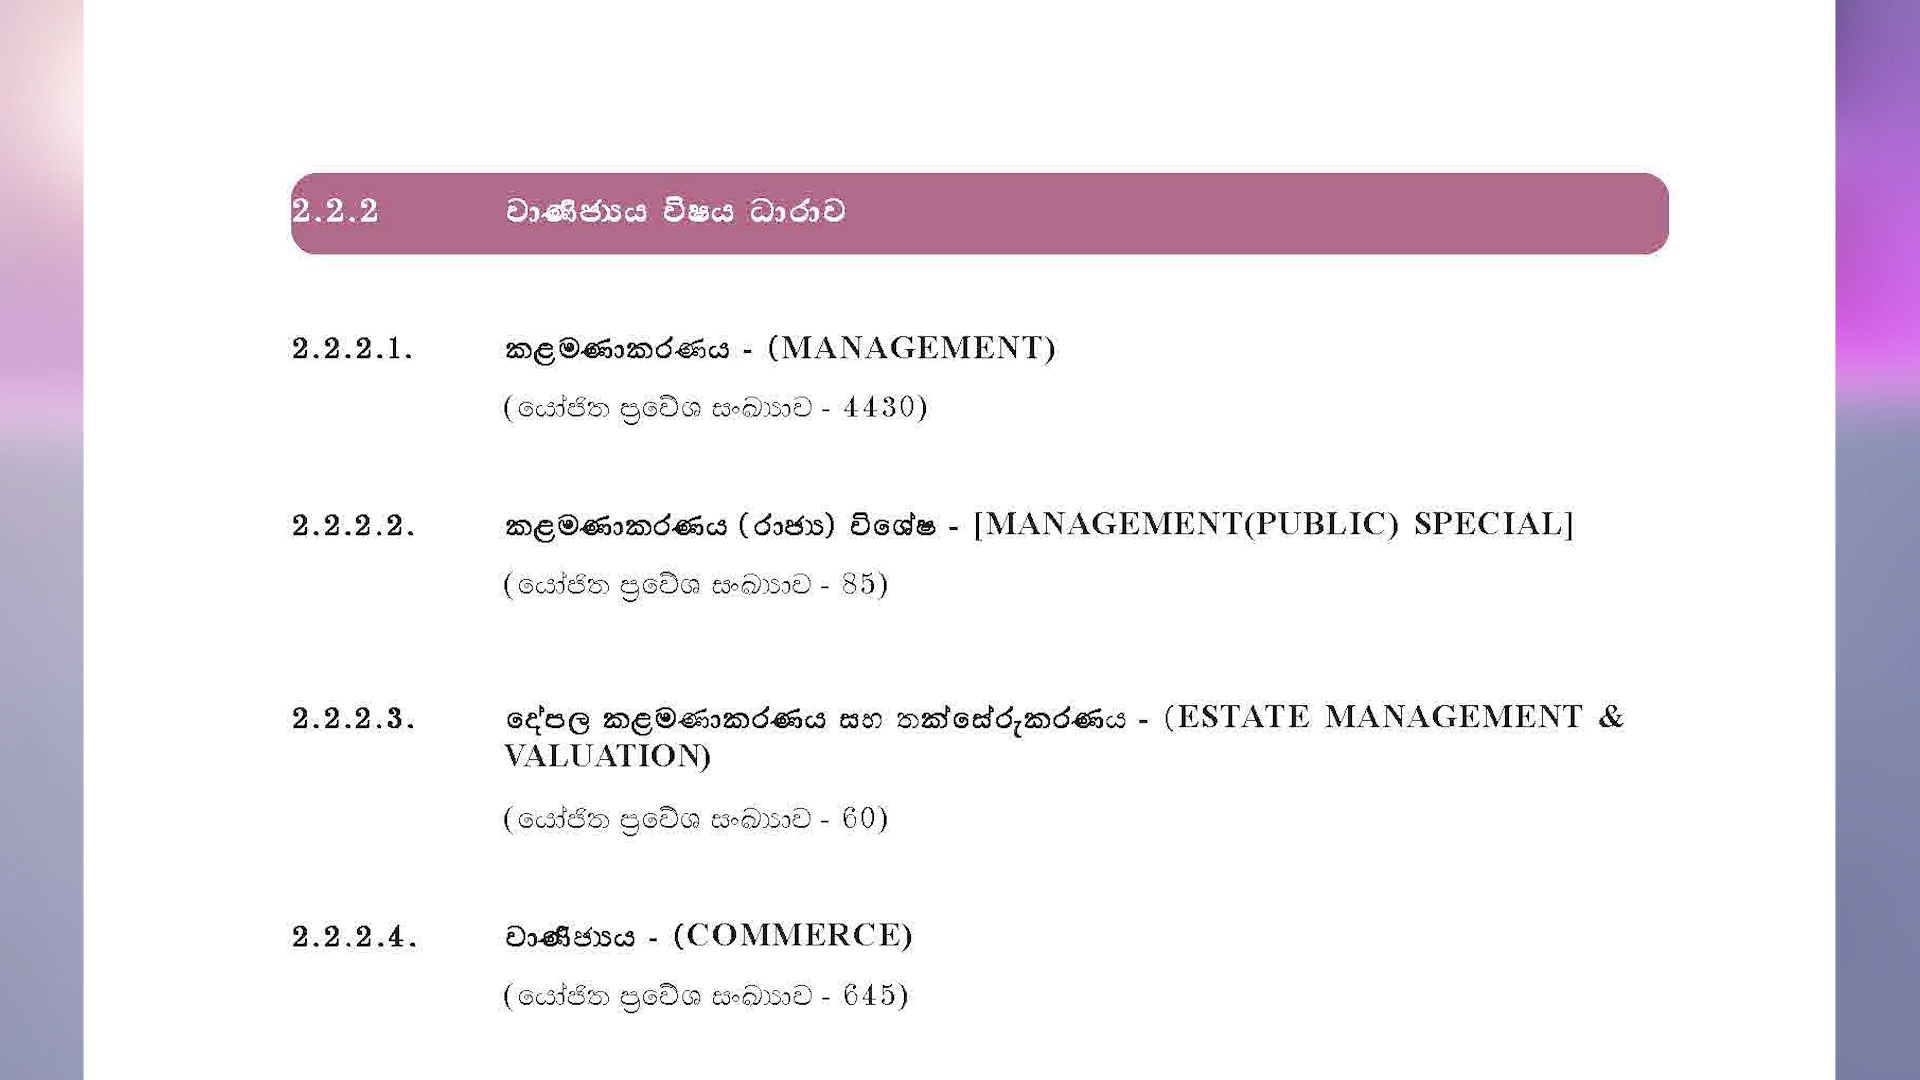 2.2.2 වාණිජ්‍යය විෂය ධාරාව
2.2.2.1. කළමණාකරණය - (MANAGEMENT)
(යෝජිත ප්‍රවේශ සංඛ්‍යාව - 4430)
2.2.2.2. කළමණාකරණය (රාජ්‍ය) විශේෂ - [MANAGEMENT(PUBLIC) SPECIAL]
(යෝජිත ප්‍රවේශ සංඛ්‍යාව - 85)
2.2.2.3. දේපල කළමණාකරණය සහ තක්සේරුකරණය - (ESTATE MANAGEMENT &
VALUATION)
(යෝජිත ප්‍රවේශ සංඛ්‍යාව - 60)
2.2.2.4. වාණිජ්‍යය - (COMMERCE)
(යෝජිත ප්‍රවේශ සංඛ්‍යාව - 645)